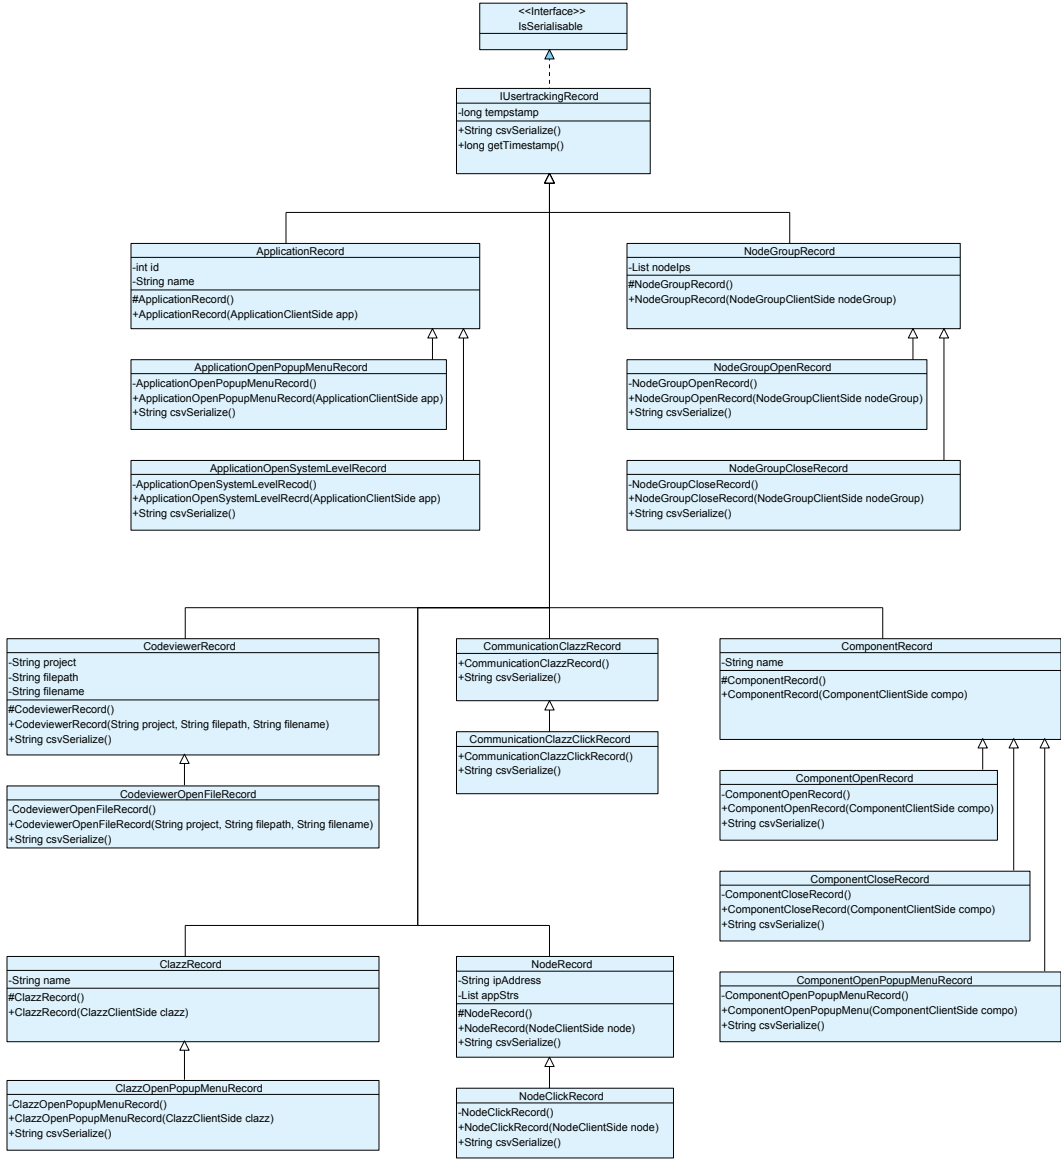 <<Interface>>
IsSerialisable
IUsertrackingRecord
-long tempstamp
+String csvSerialize()
+long getTimestamp()
ApplicationRecord
-int id
-String name
#ApplicationRecord()
+ApplicationRecord(ApplicationClientSide app)
NodeGroupRecord
-List nodeIps
#NodeGroupRecord()
+NodeGroupRecord(NodeGroupClientSide nodeGroup)
ApplicationOpenPopupMenuRecord
-ApplicationOpenPopupMenuRecord()
+ApplicationOpenPopupMenuRecord(ApplicationClientSide app)
+String csvSerialize()
NodeGroupOpenRecord
-NodeGroupOpenRecord()
+NodeGroupOpenRecord(NodeGroupClientSide nodeGroup)
+String csvSerialize()
ApplicationOpenSystemLevelRecord
-ApplicationOpenSystemLevelRecod()
+ApplicationOpenSystemLevelRecrd(ApplicationClientSide app)
+String csvSerialize()
NodeGroupCloseRecord
-NodeGroupCloseRecord()
+NodeGroupCloseRecord(NodeGroupClientSide nodeGroup)
+String csvSerialize()
CodeviewerRecord
-String project
-String filepath
-String filename
#CodeviewerRecord()
+CodeviewerRecord(String project, String filepath, String filename)
+String csvSerialize()
CommunicationClazzRecord
+CommunicationClazzRecord()
+String csvSerialize()
ComponentRecord
-String name
#ComponentRecord()
+ComponentRecord(ComponentClientSide compo)
CommunicationClazzClickRecord
+CommunicationClazzClickRecord()
+String csvSerialize()
CodeviewerOpenFileRecord
-CodeviewerOpenFileRecord()
+CodeviewerOpenFileRecord(String project, String filepath, String filename)
+String csvSerialize()
ComponentOpenRecord
-ComponentOpenRecord()
+ComponentOpenRecord(ComponentClientSide compo)
+String csvSerialize()
ComponentCloseRecord
-ComponentCloseRecord()
+ComponentCloseRecord(ComponentClientSide compo)
+String csvSerialize()
ClazzRecord
-String name
#ClazzRecord()
+ClazzRecord(ClazzClientSide clazz)
NodeRecord
-String ipAddress
-List appStrs
#NodeRecord()
+NodeRecord(NodeClientSide node)
+String csvSerialize()
ComponentOpenPopupMenuRecord
-ComponentOpenPopupMenuRecord()
+ComponentOpenPopupMenu(ComponentClientSide compo)
+String csvSerialize()
ClazzOpenPopupMenuRecord
-ClazzOpenPopupMenuRecord()
+ClazzOpenPopupMenuRecord(ClazzClientSide clazz)
+String csvSerialize()
NodeClickRecord
-NodeClickRecord()
+NodeClickRecord(NodeClientSide node)
+String csvSerialize()